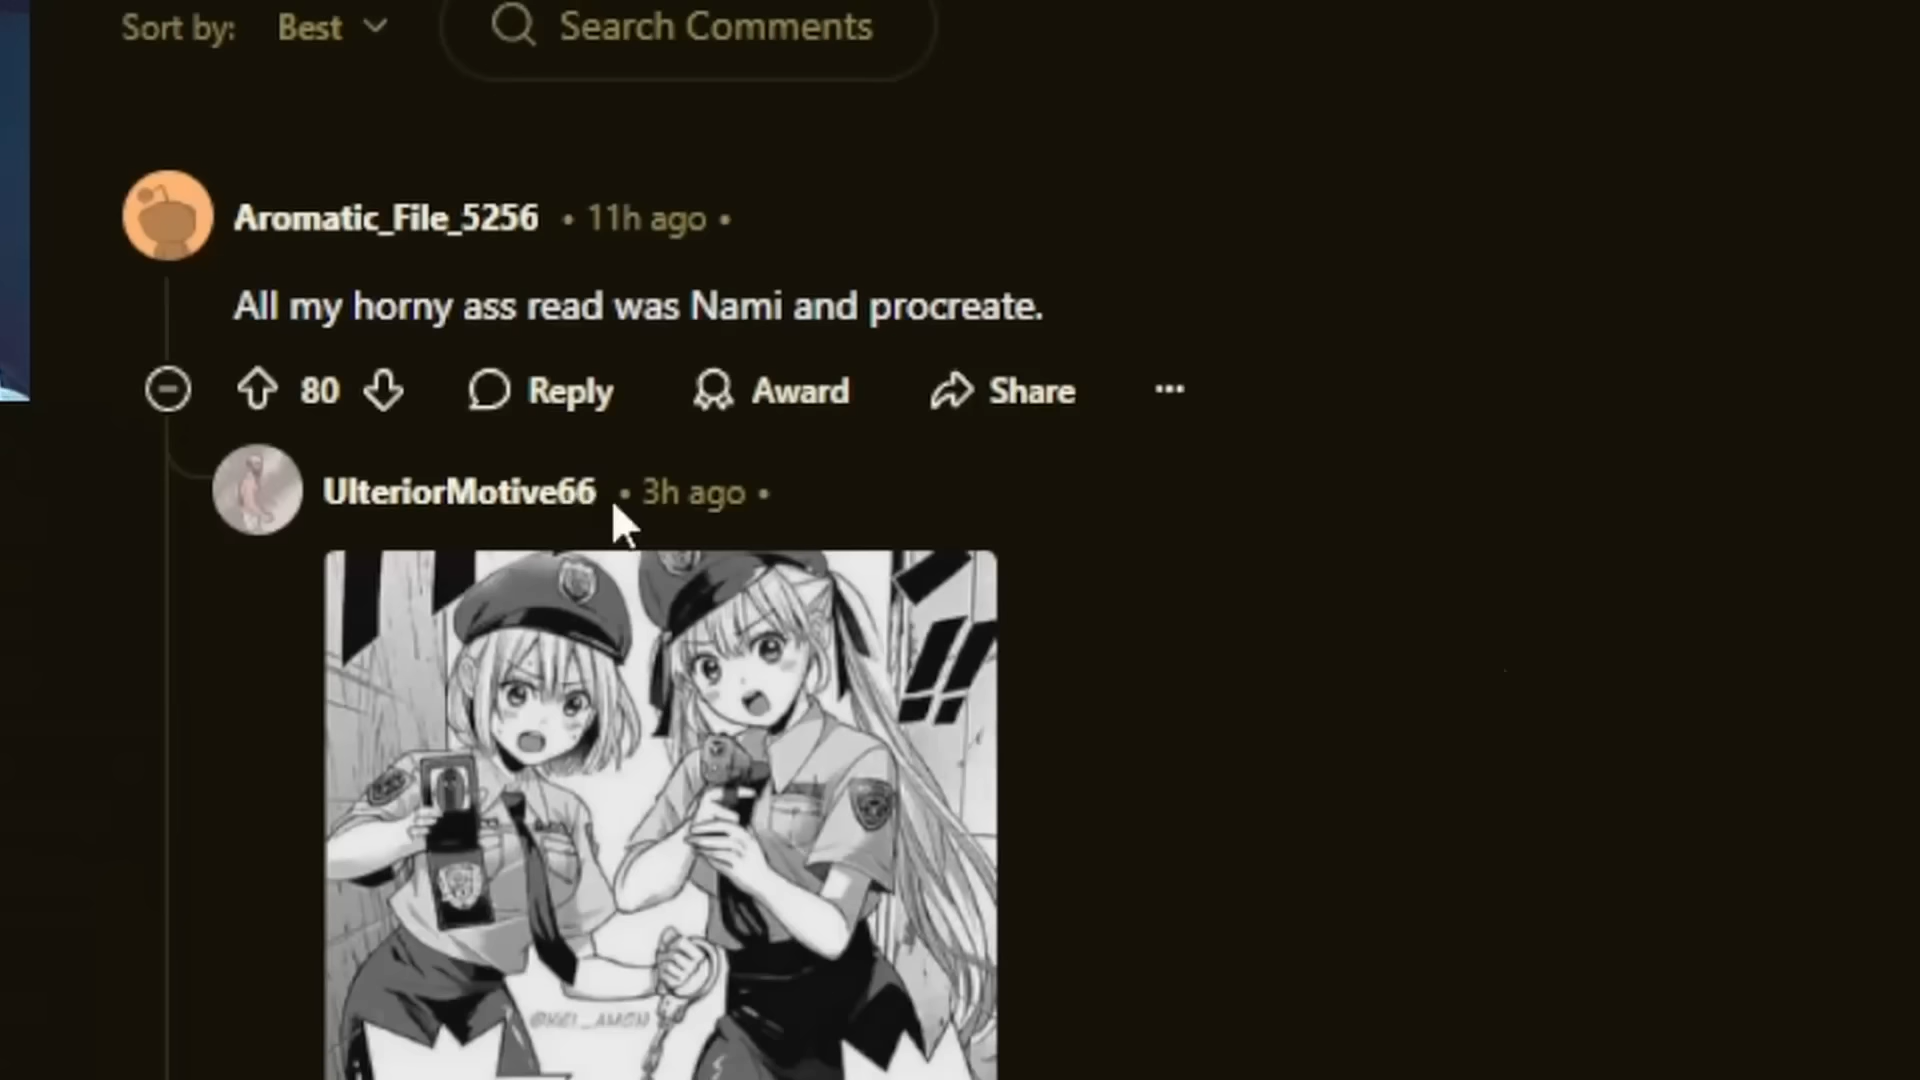 Sort by: Best Search Comments
Aromatic_File_5256 • 11h ago •
All my horny ass read was Nami and procreate.
80 Reply Award Share ...
UlteriorMotive66 • 3h ago •